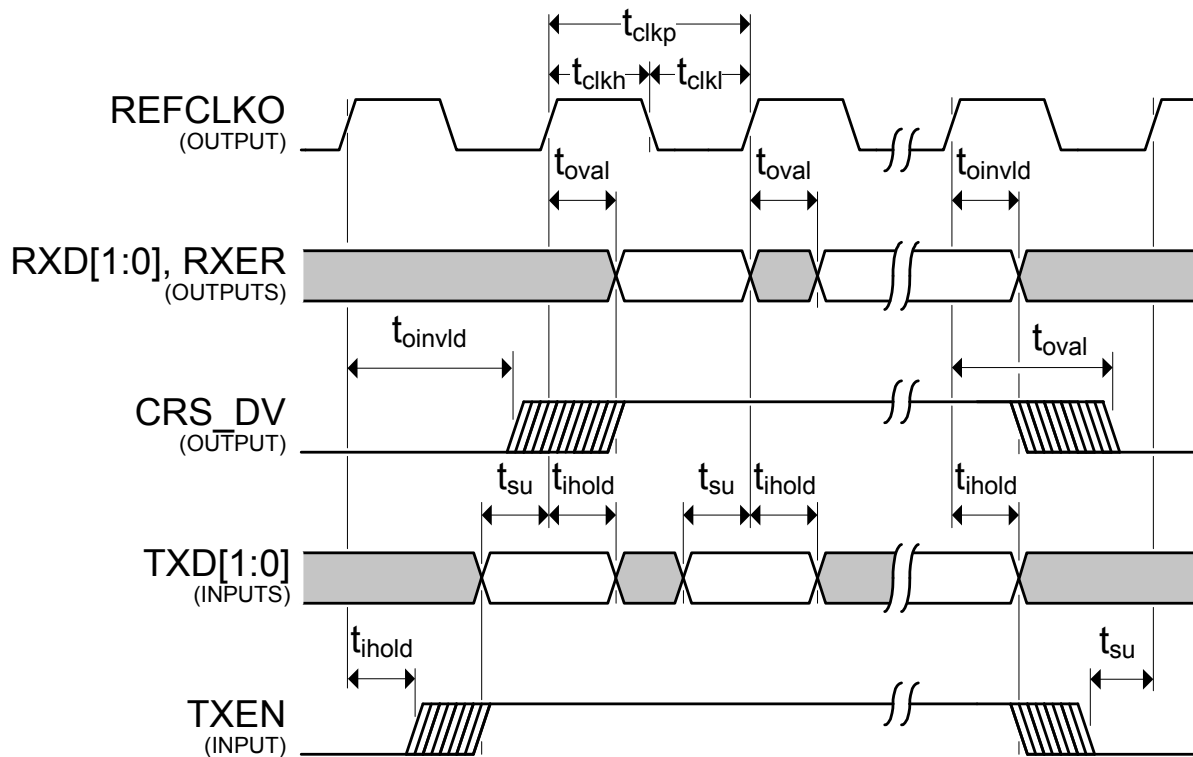 tclkp
tclkh tclkl
REFCLKO
(OUTPUT)
toval toval toinvld
RXD[1:0], RXER
(OUTPUTS)
toinvld toval
CRS_DV
(OUTPUT)
tsu tihold tsu tihold tihold
TXD[1:0]
(INPUTS)
tihold tsu
TXEN
(INPUT)